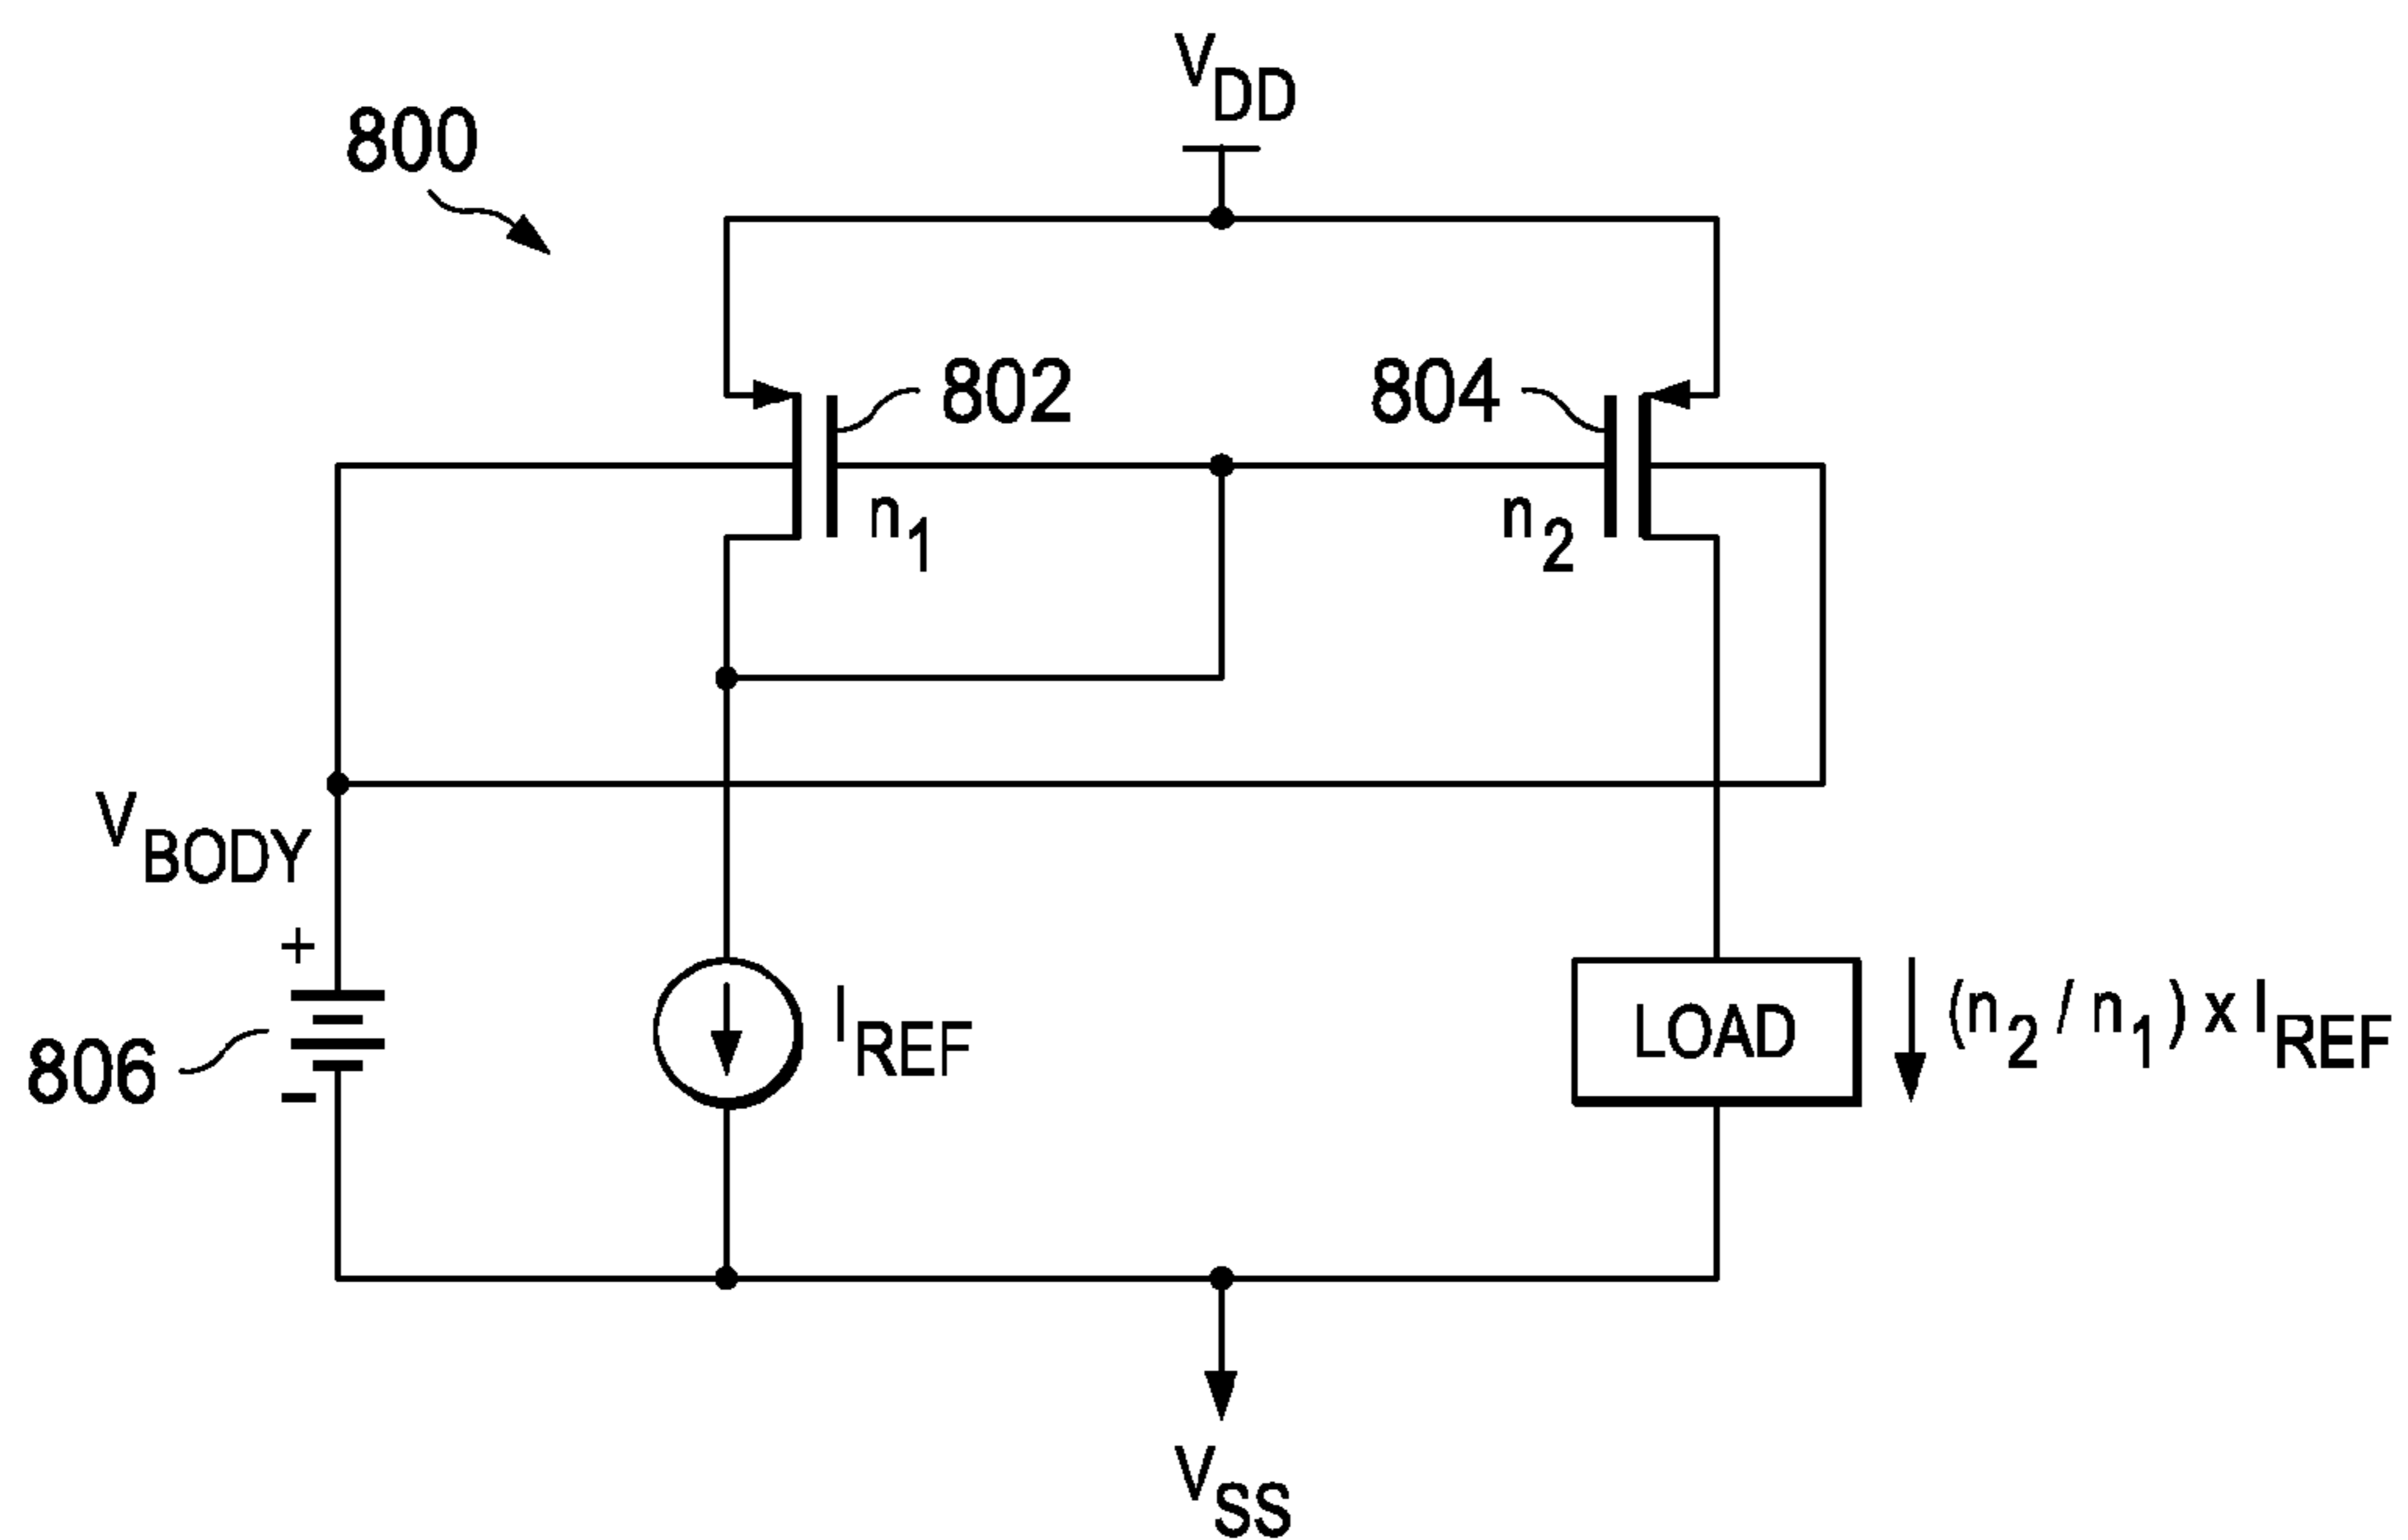 VDD
800
802
804
n1
n2
VBODY
+
-
806
IREF
LOAD
(n2 / n1) x IREF
VSS